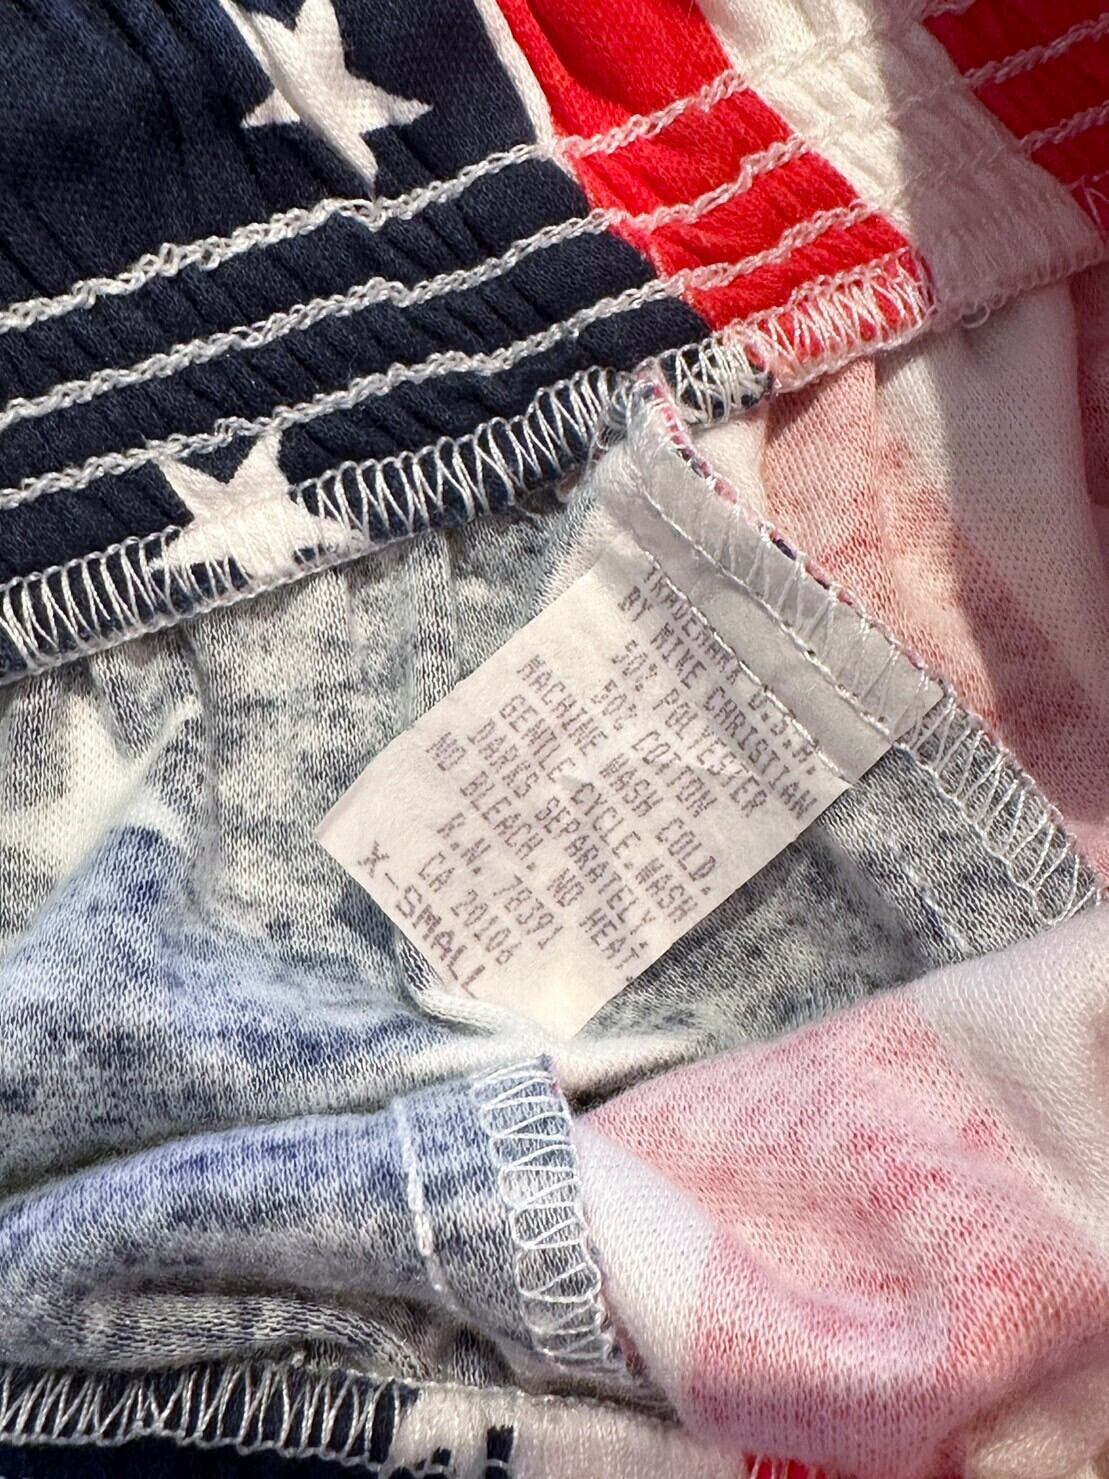 TRADEMARK U.S.A.
BY MIKE CHRISTIAN
50% POLYESTER
50% COTTON
MACHINE WASH COLD.
GENTLE CYCLE. WASH
DARKS SEPARATELY
NO BLEACH. NO HEAT.
R.N. 78391
CA 20106
X-SMALL